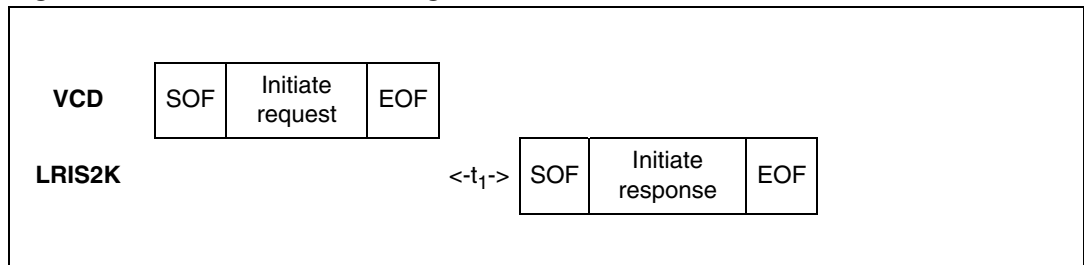 VCD SOF Initiate request EOF
LRIS2K <-t1-> SOF Initiate response EOF